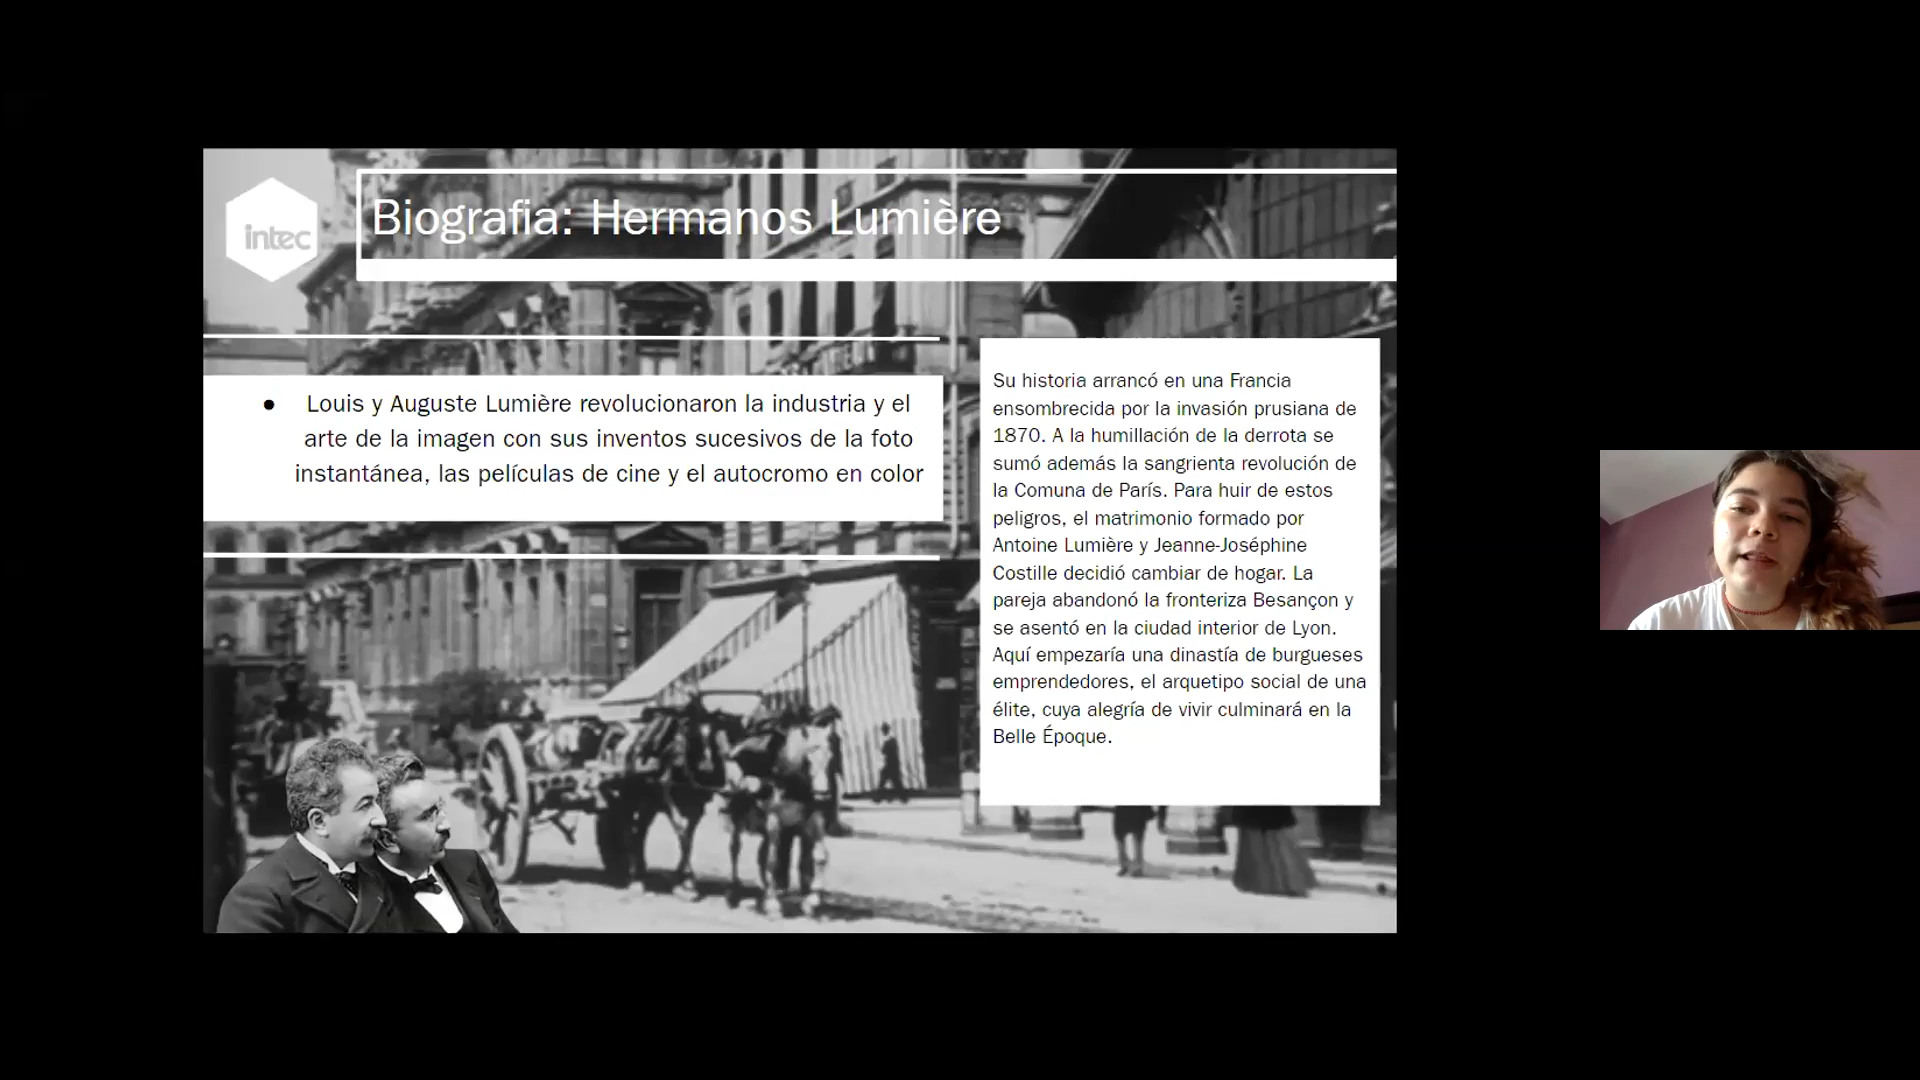 intec
Biografia: Hermanos Lumière
● Louis y Auguste Lumière revolucionaron la industria y el
arte de la imagen con sus inventos sucesivos de la foto
instantánea, las películas de cine y el autocromo en color
Su historia arrancó en una Francia
ensombrecida por la invasión prusiana de
1870. A la humillación de la derrota se
sumó además la sangrienta revolución de
la Comuna de París. Para huir de estos
peligros, el matrimonio formado por
Antoine Lumière y Jeanne-Joséphine
Costille decidió cambiar de hogar. La
pareja abandonó la fronteriza Besançon y
se asentó en la ciudad interior de Lyon.
Aquí empezaría una dinastía de burgueses
emprendedores, el arquetipo social de una
élite, cuya alegría de vivir culminará en la
Belle Époque.